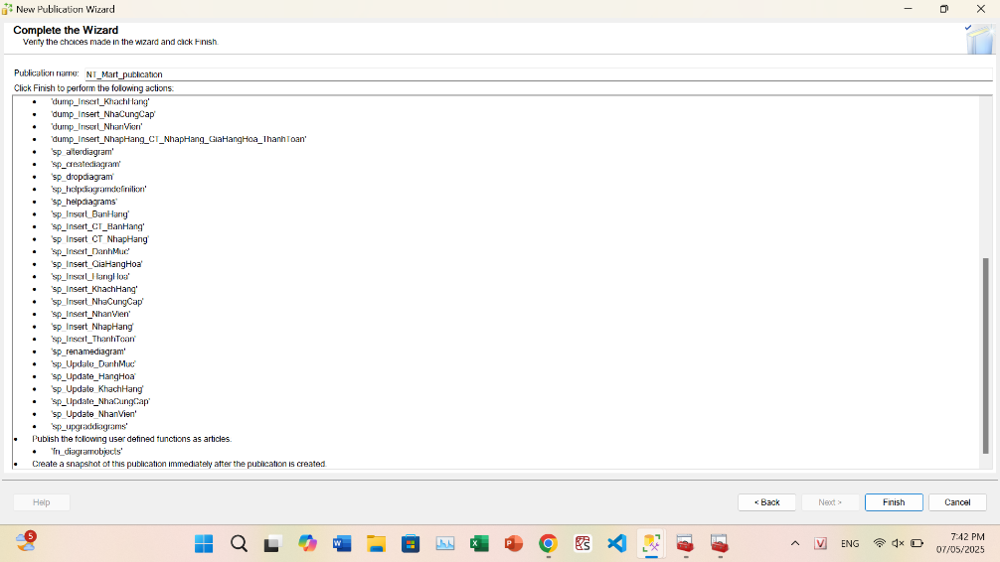 New Publication Wizard
Complete the Wizard
Verify the choices made in the wizard and click Finish.
Publication name: NT_Mart_publication
Click Finish to perform the following actions:
• 'dump_Insert_KhachHang'
• 'dump_Insert_NhaCungCap'
• 'dump_Insert_NhanVien'
• 'dump_Insert_NhapHang_CT_NhapHang_GiaHangHoa_ThanhToan'
• 'sp_alterdiagram'
• 'sp_creatediagram'
• 'sp_dropdiagram'
• 'sp_helpdiagramdefinition'
• 'sp_helpdiagrams'
• 'sp_Insert_BanHang'
• 'sp_Insert_CT_BanHang'
• 'sp_Insert_CT_NhapHang'
• 'sp_Insert_DanhMuc'
• 'sp_Insert_GiaHangHoa'
• 'sp_Insert_HangHoa'
• 'sp_Insert_KhachHang'
• 'sp_Insert_NhaCungCap'
• 'sp_Insert_NhanVien'
• 'sp_Insert_NhapHang'
• 'sp_Insert_ThanhToan'
• 'sp_renamediagram'
• 'sp_Update_DanhMuc'
• 'sp_Update_HangHoa'
• 'sp_Update_KhachHang'
• 'sp_Update_NhaCungCap'
• 'sp_Update_NhanVien'
• 'sp_upgraddiagrams'
• Publish the following user defined functions as articles.
• 'fn_diagramobjects'
• Create a snapshot of this publication immediately after the publication is created.
Help < Back Next > Finish Cancel
5 ENG 7:42 PM
07/05/2025